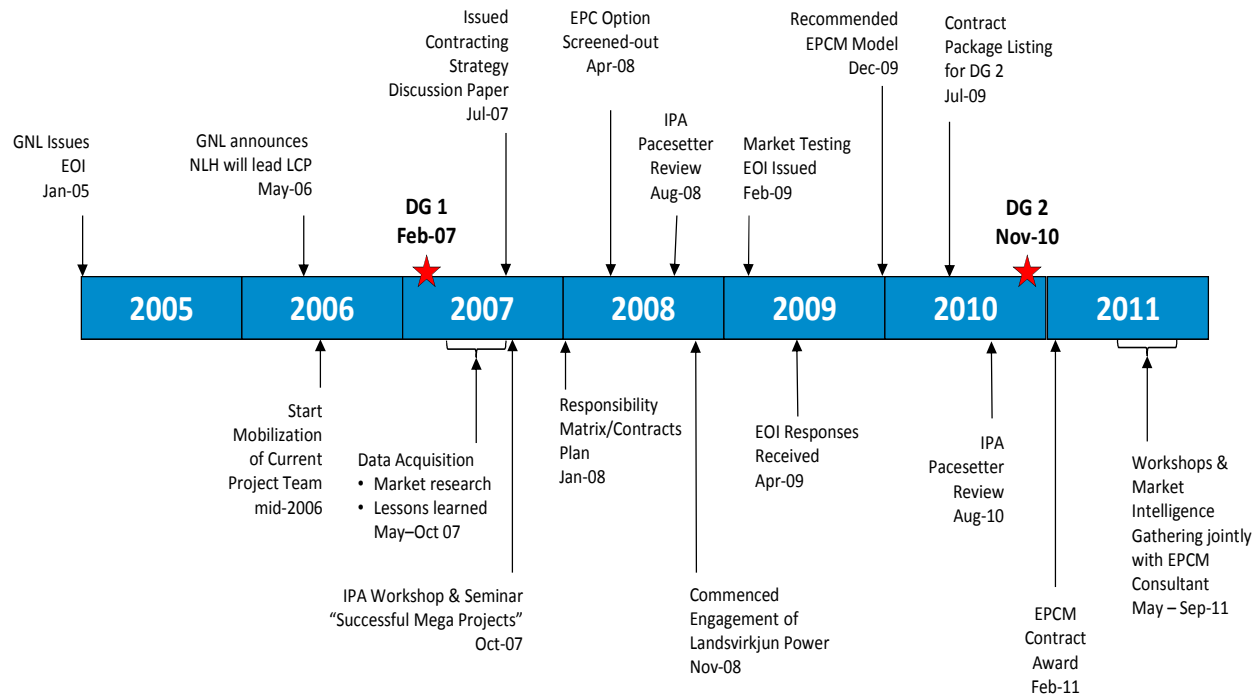 GNL Issues
EOI
Jan-05
GNL announces
NLH will lead LCP
May-06
DG 1
Feb-07
Issued
Contracting
Strategy
Discussion Paper
Jul-07
EPC Option
Screened-out
Apr-08
IPA
Pacesetter
Review
Aug-08
Market Testing
EOI Issued
Feb-09
Recommended
EPCM Model
Dec-09
Contract
Package Listing
for DG 2
Jul-09
DG 2
Nov-10
2005
2006
2007
2008
2009
2010
2011
Start
Mobilization
of Current
Project Team
mid-2006
Data Acquisition
• Market research
• Lessons learned
May–Oct 07
IPA Workshop & Seminar
“Successful Mega Projects”
Oct-07
Responsibility
Matrix/Contracts
Plan
Jan-08
Commenced
Engagement of
Landsvirkjun Power
Nov-08
EOI Responses
Received
Apr-09
IPA
Pacesetter
Review
Aug-10
EPCM
Contract
Award
Feb-11
Workshops &
Market
Intelligence
Gathering jointly
with EPCM
Consultant
May – Sep-11